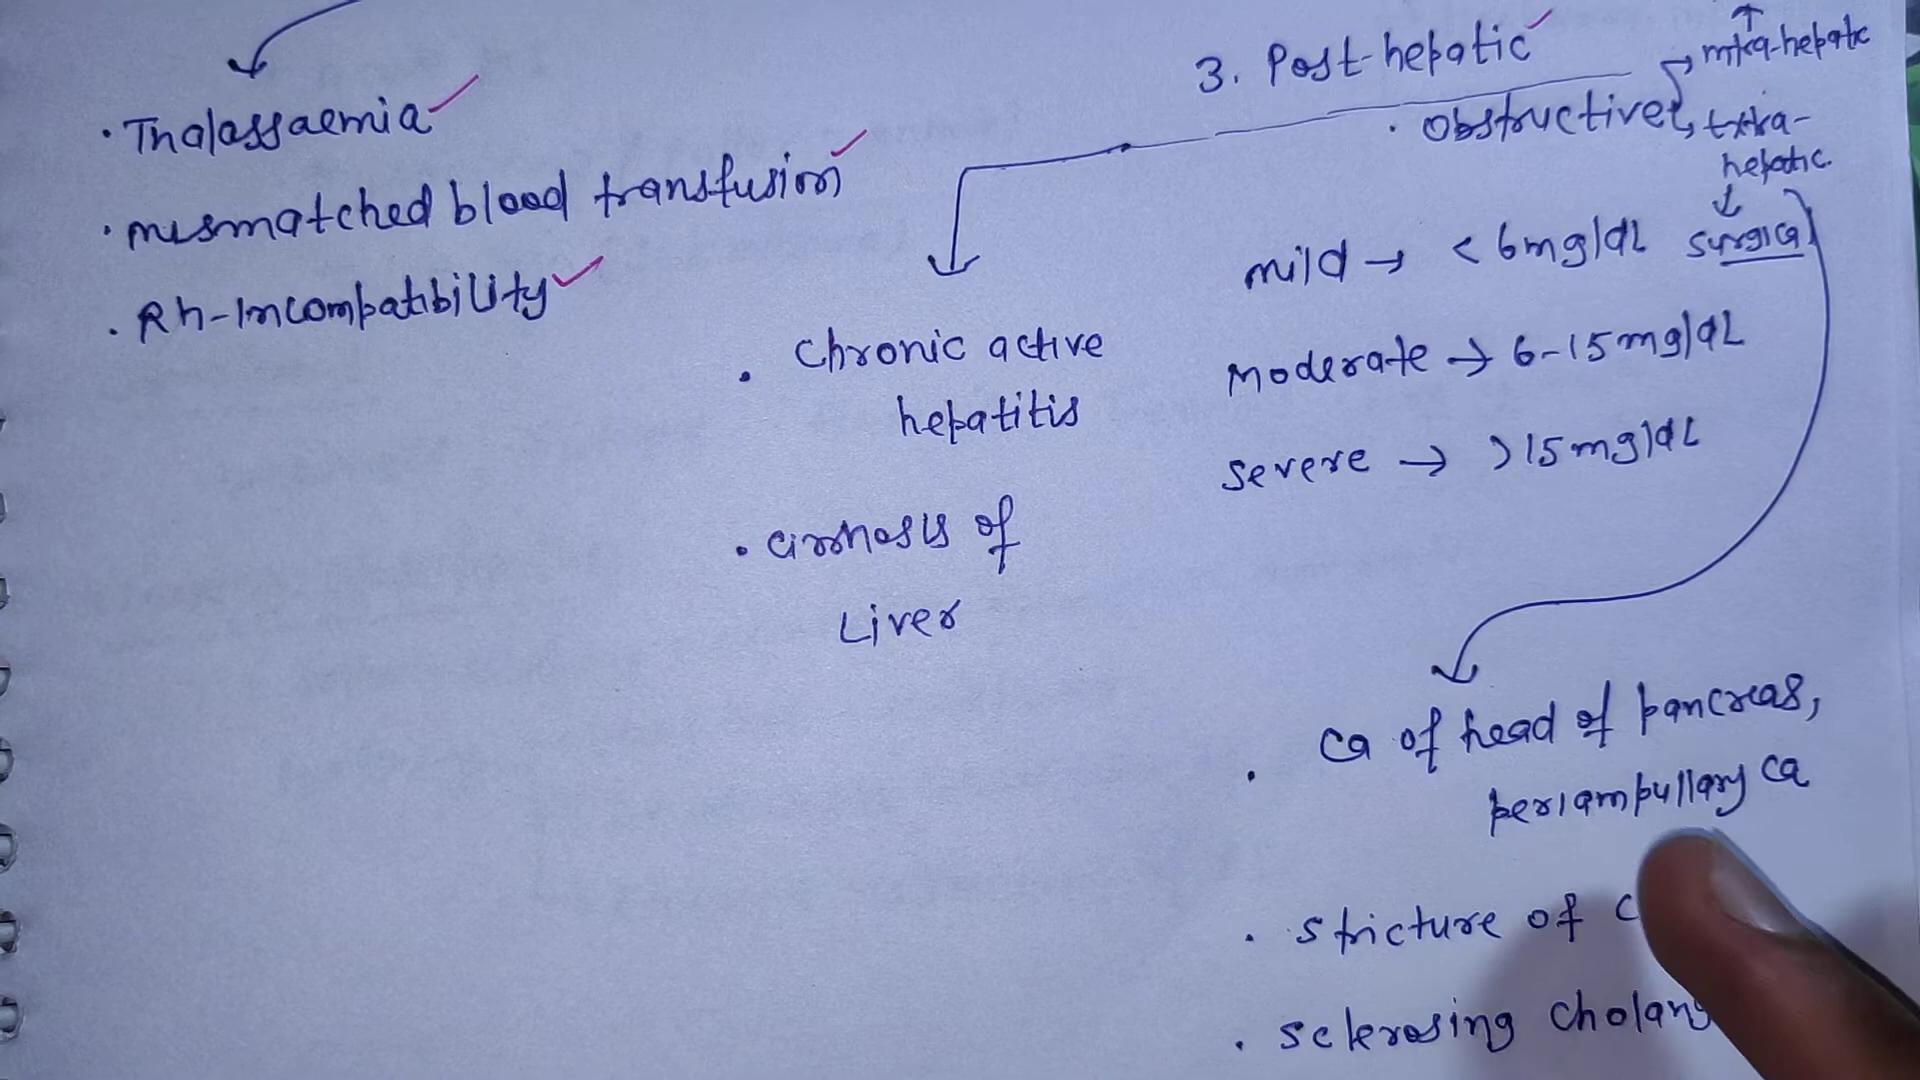 • Thalassaemia
• mismatched blood transfusion
• Rh-Incompatibility
• Chronic active
hepatitis
• Cirrhosis of
Liver
3. Post-hepatic
• Obstructive
intra-hepatic
extra-
hepatic.
surgical
mild → < 6mg/dL
Moderate → 6-15mg/dL
Severe → >15mg/dL
• Ca of head of pancreas,
periampullary Ca
• Stricture of C
• Sclerosing Cholang